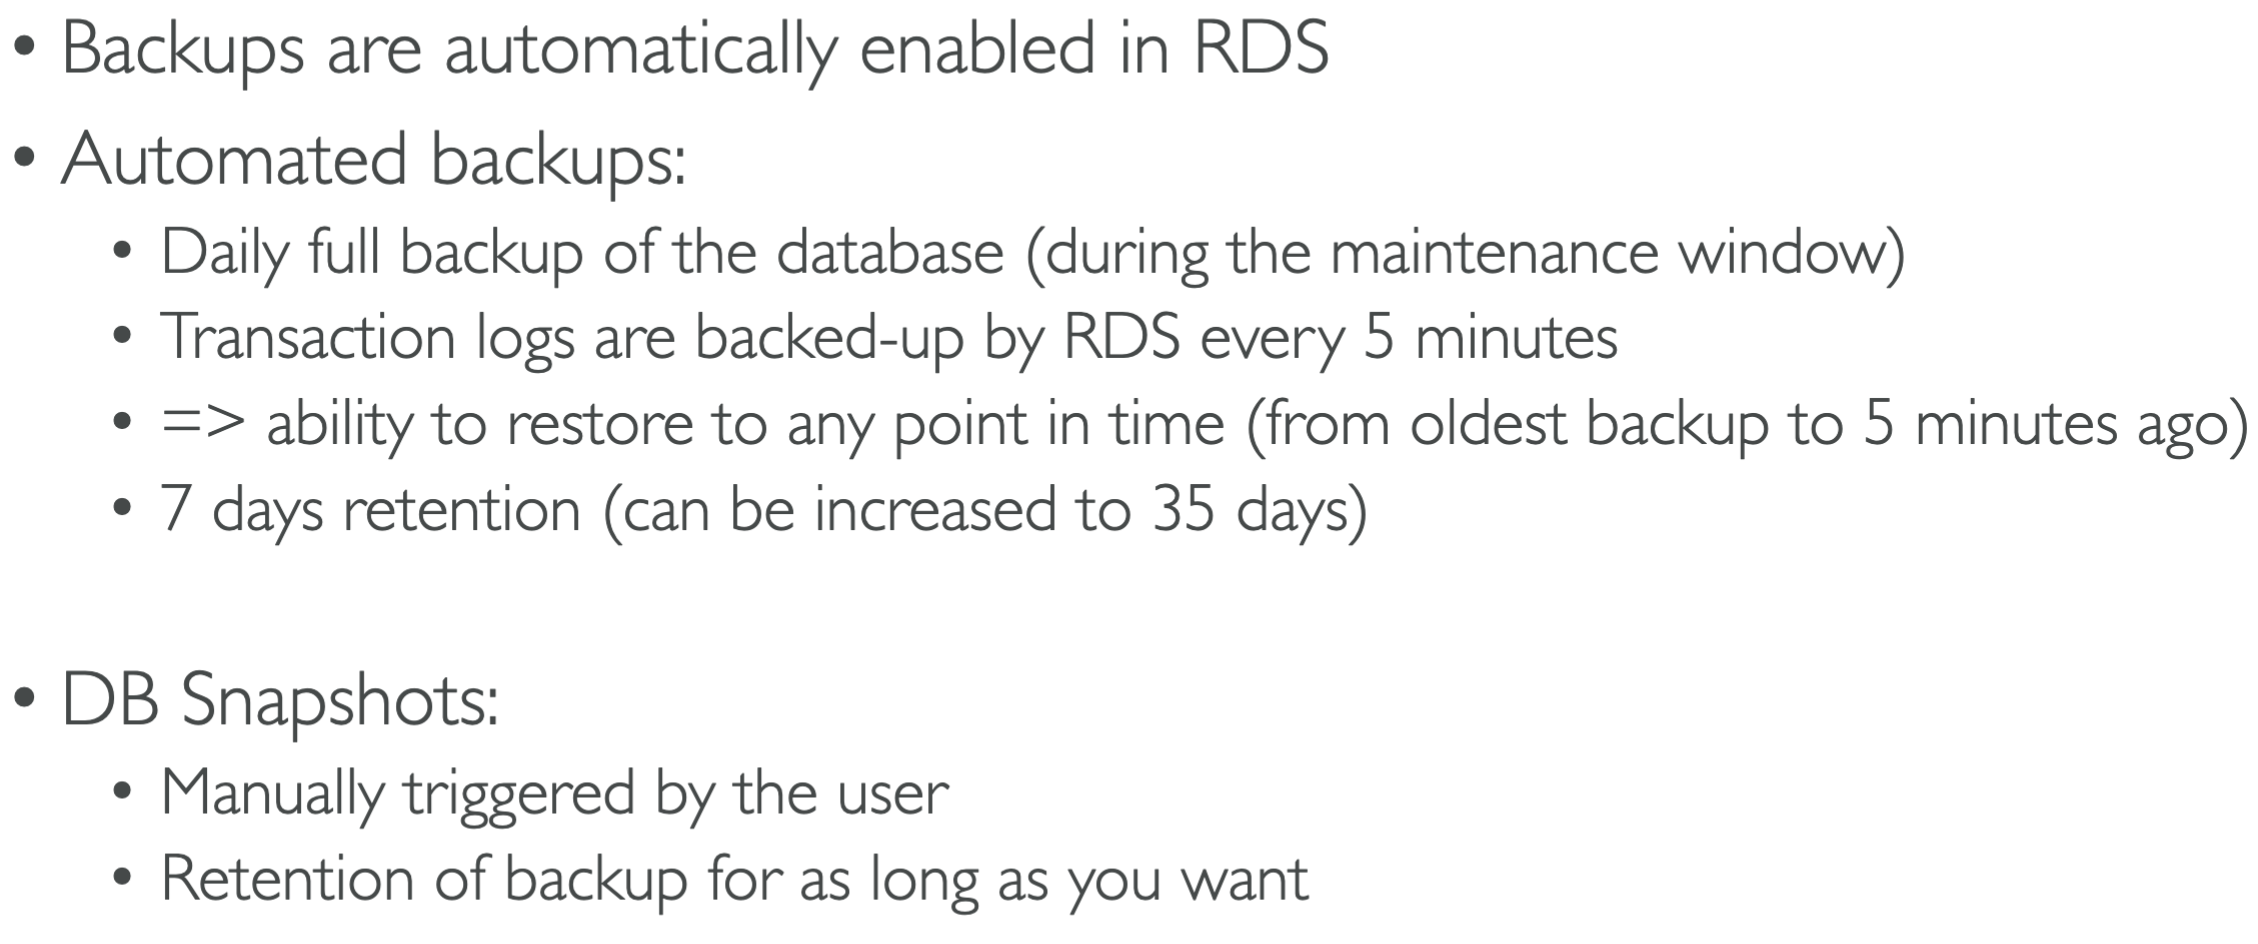 • Backups are automatically enabled in RDS
• Automated backups:
• Daily full backup of the database (during the maintenance window)
• Transaction logs are backed-up by RDS every 5 minutes
• => ability to restore to any point in time (from oldest backup to 5 minutes ago)
• 7 days retention (can be increased to 35 days)
• DB Snapshots:
• Manually triggered by the user
• Retention of backup for as long as you want